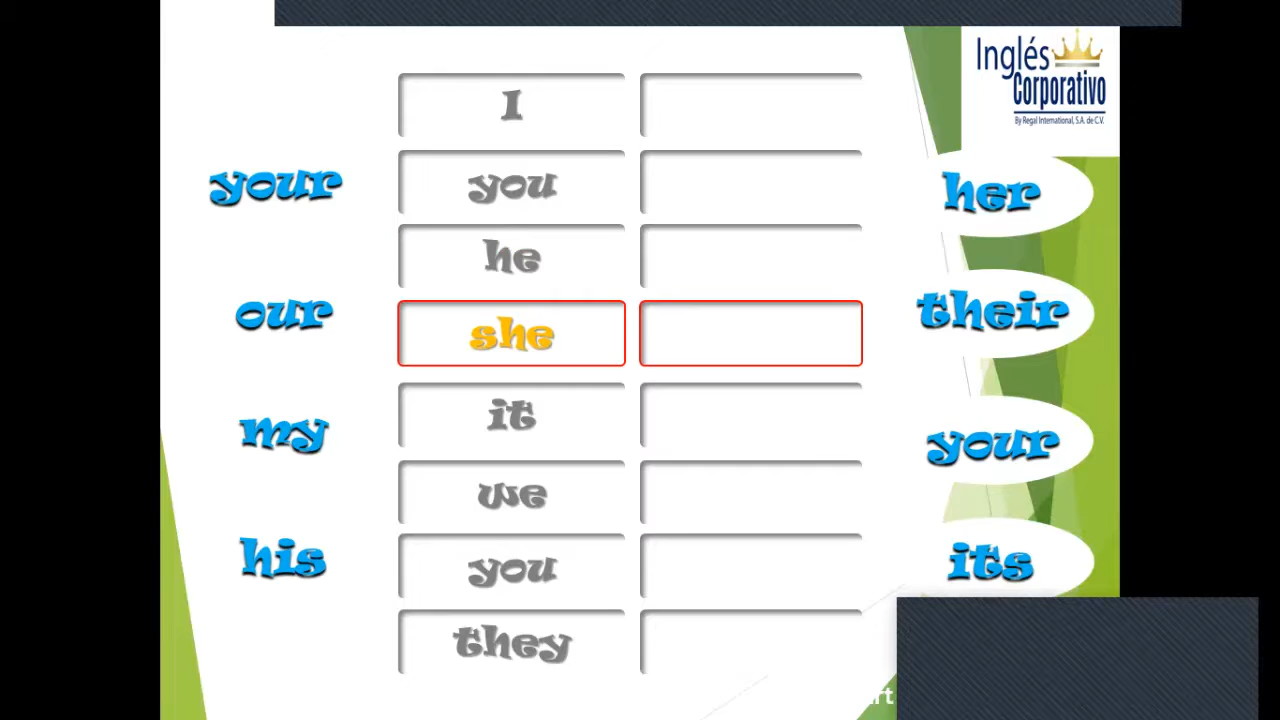 Inglés
Corporativo
By Regal International, S.A. de C.V.
I
your
you
her
he
our
she
their
my
it
your
we
his
you
its
they